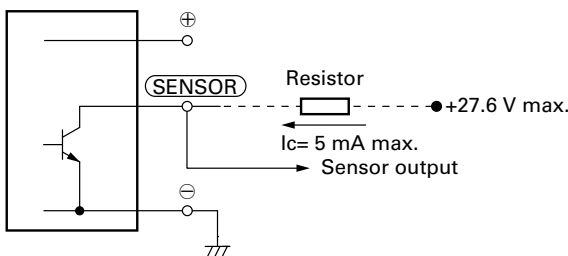 ⊕
SENSOR
Resistor
+27.6 V max.
Ic= 5 mA max.
Sensor output
⊖